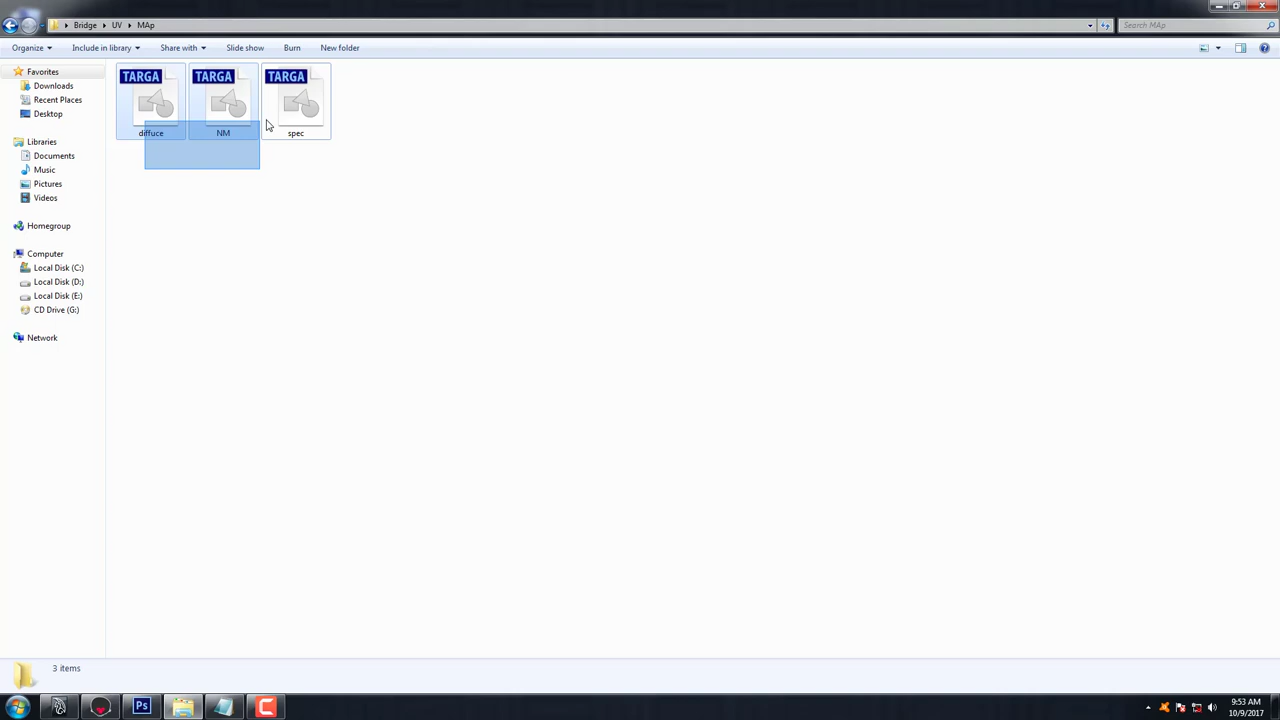 Bridge UV MAp
Search MAp
Organize Include in library Share with Slide show Burn New folder
Favorites
Downloads
Recent Places
Desktop
Libraries
Documents
Music
Pictures
Videos
Homegroup
Computer
Local Disk (C:)
Local Disk (D:)
Local Disk (E:)
CD Drive (G:)
Network
TARGA TARGA TARGA
diffuce NM spec
3 items
Ps
9:53 AM
10/9/2017